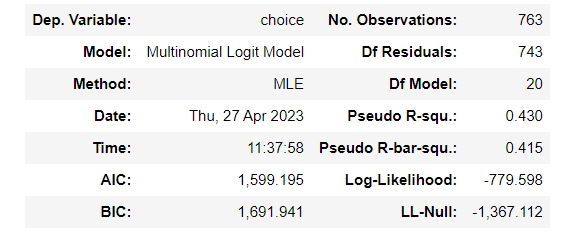 Dep. Variable: choice No. Observations: 763
Model: Multinomial Logit Model Df Residuals: 743
Method: MLE Df Model: 20
Date: Thu, 27 Apr 2023 Pseudo R-squ.: 0.430
Time: 11:37:58 Pseudo R-bar-squ.: 0.415
AIC: 1,599.195 Log-Likelihood: -779.598
BIC: 1,691.941 LL-Null: -1,367.112